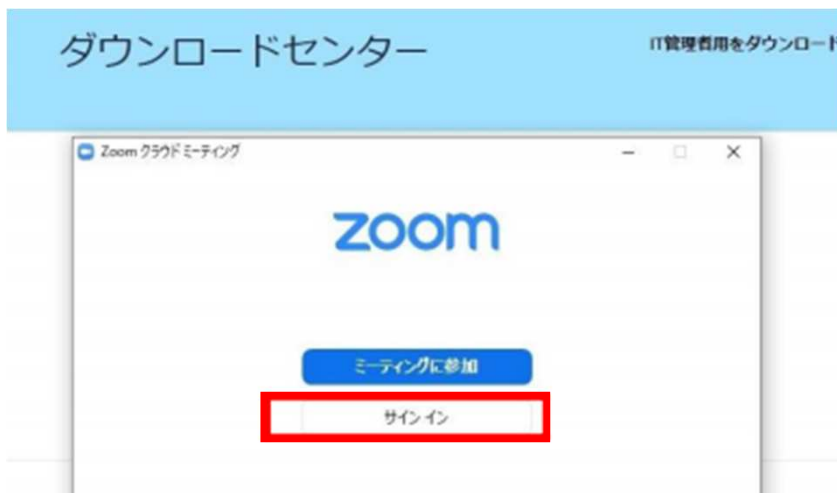 ダウンロードセンター
IT管理者用をダウンロード
Zoom クラウド ミーティング
zoom
ミーティングに参加
サイン イン